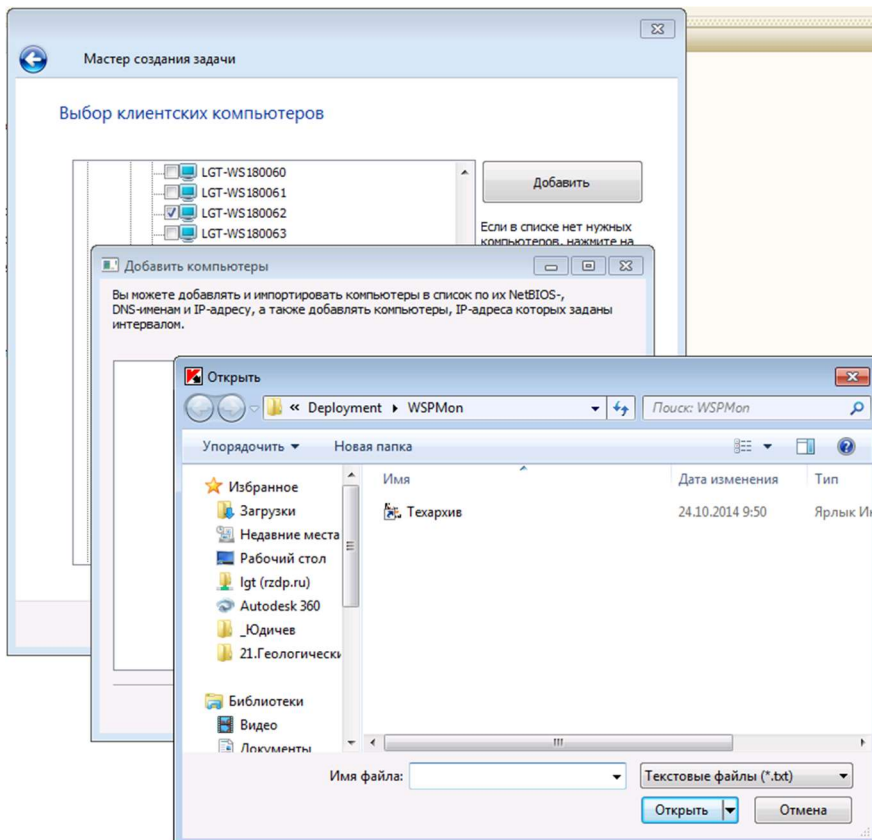 Мастер создания задачи
Выбор клиентских компьютеров
LGT-WS180060
LGT-WS180061
LGT-WS180062
LGT-WS180063
Добавить
Если в списке нет нужных
компьютеров, нажмите на
Добавить компьютеры
Вы можете добавлять и импортировать компьютеры в список по их NetBIOS-,
DNS-именам и IP-адресу, а также добавлять компьютеры, IP-адреса которых заданы
интервалом.
Открыть
« Deployment WSPMon
Поиск: WSPMon
Упорядочить Новая папка
Имя Дата изменения Тип
Техархив 24.10.2014 9:50 Ярлык Ин
Избранное
Загрузки
Недавние места
Рабочий стол
lgt (rzdp.ru)
Autodesk 360
_Юдичев
21.Геологически
Библиотеки
Видео
Документы
Имя файла: Текстовые файлы (*.txt)
Открыть Отмена